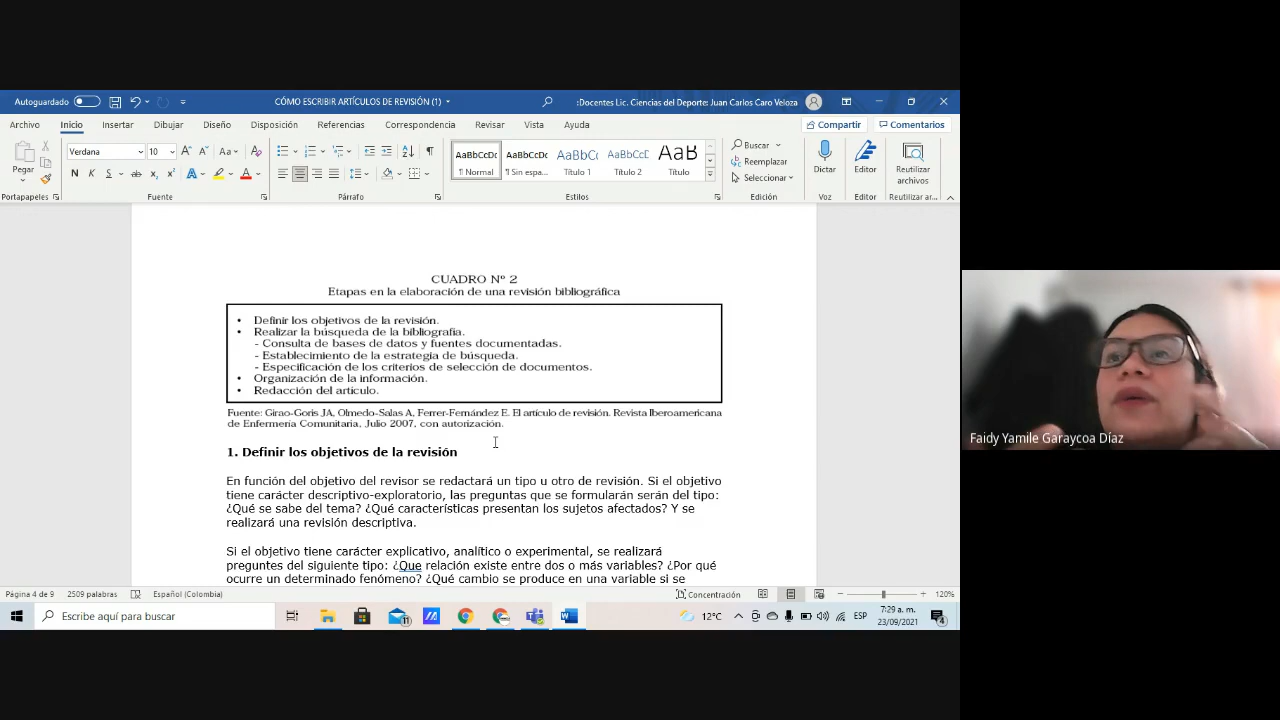 Autoguardado
CÓMO ESCRIBIR ARTÍCULOS DE REVISIÓN (1)
:Docentes Lic. Ciencias del Deporte: Juan Carlos Caro Veloza
Archivo Inicio Insertar Dibujar Diseño Disposición Referencias Correspondencia Revisar Vista Ayuda
Compartir Comentarios
Pegar
Verdana 10
N K S ab x₂ x² A A
AaBbCcDc AaBbCcDc AaBbCc AaBbCcD AaB
¶ Normal ¶ Sin espa... Título 1 Título 2 Título
Buscar
Reemplazar
Seleccionar
Dictar Editor Reutilizar archivos
Portapapeles Fuente Párrafo Estilos Edición Voz Editor Reutilizar ar...
CUADRO Nº 2
Etapas en la elaboración de una revisión bibliográfica
• Definir los objetivos de la revisión.
• Realizar la búsqueda de la bibliografía.
- Consulta de bases de datos y fuentes documentadas.
- Establecimiento de la estrategia de búsqueda.
- Especificación de los criterios de selección de documentos.
• Organización de la información.
• Redacción del artículo.
Fuente: Girao-Goris JA, Olmedo-Salas A, Ferrer-Fernández E. El artículo de revisión. Revista Iberoamericana
de Enfermería Comunitaria, Julio 2007, con autorización.
1. Definir los objetivos de la revisión
En función del objetivo del revisor se redactará un tipo u otro de revisión. Si el objetivo
tiene carácter descriptivo-exploratorio, las preguntas que se formularán serán del tipo:
¿Qué se sabe del tema? ¿Qué características presentan los sujetos afectados? Y se
realizará una revisión descriptiva.
Si el objetivo tiene carácter explicativo, analítico o experimental, se realizará
preguntes del siguiente tipo: ¿Que relación existe entre dos o más variables? ¿Por qué
ocurre un determinado fenómeno? ¿Qué cambio se produce en una variable si se
Página 4 de 9 2509 palabras Español (Colombia) Concentración 120%
Escribe aquí para buscar
11
12°C
ESP
7:29 a. m.
23/09/2021
4
Faidy Yamile Garaycoa Díaz